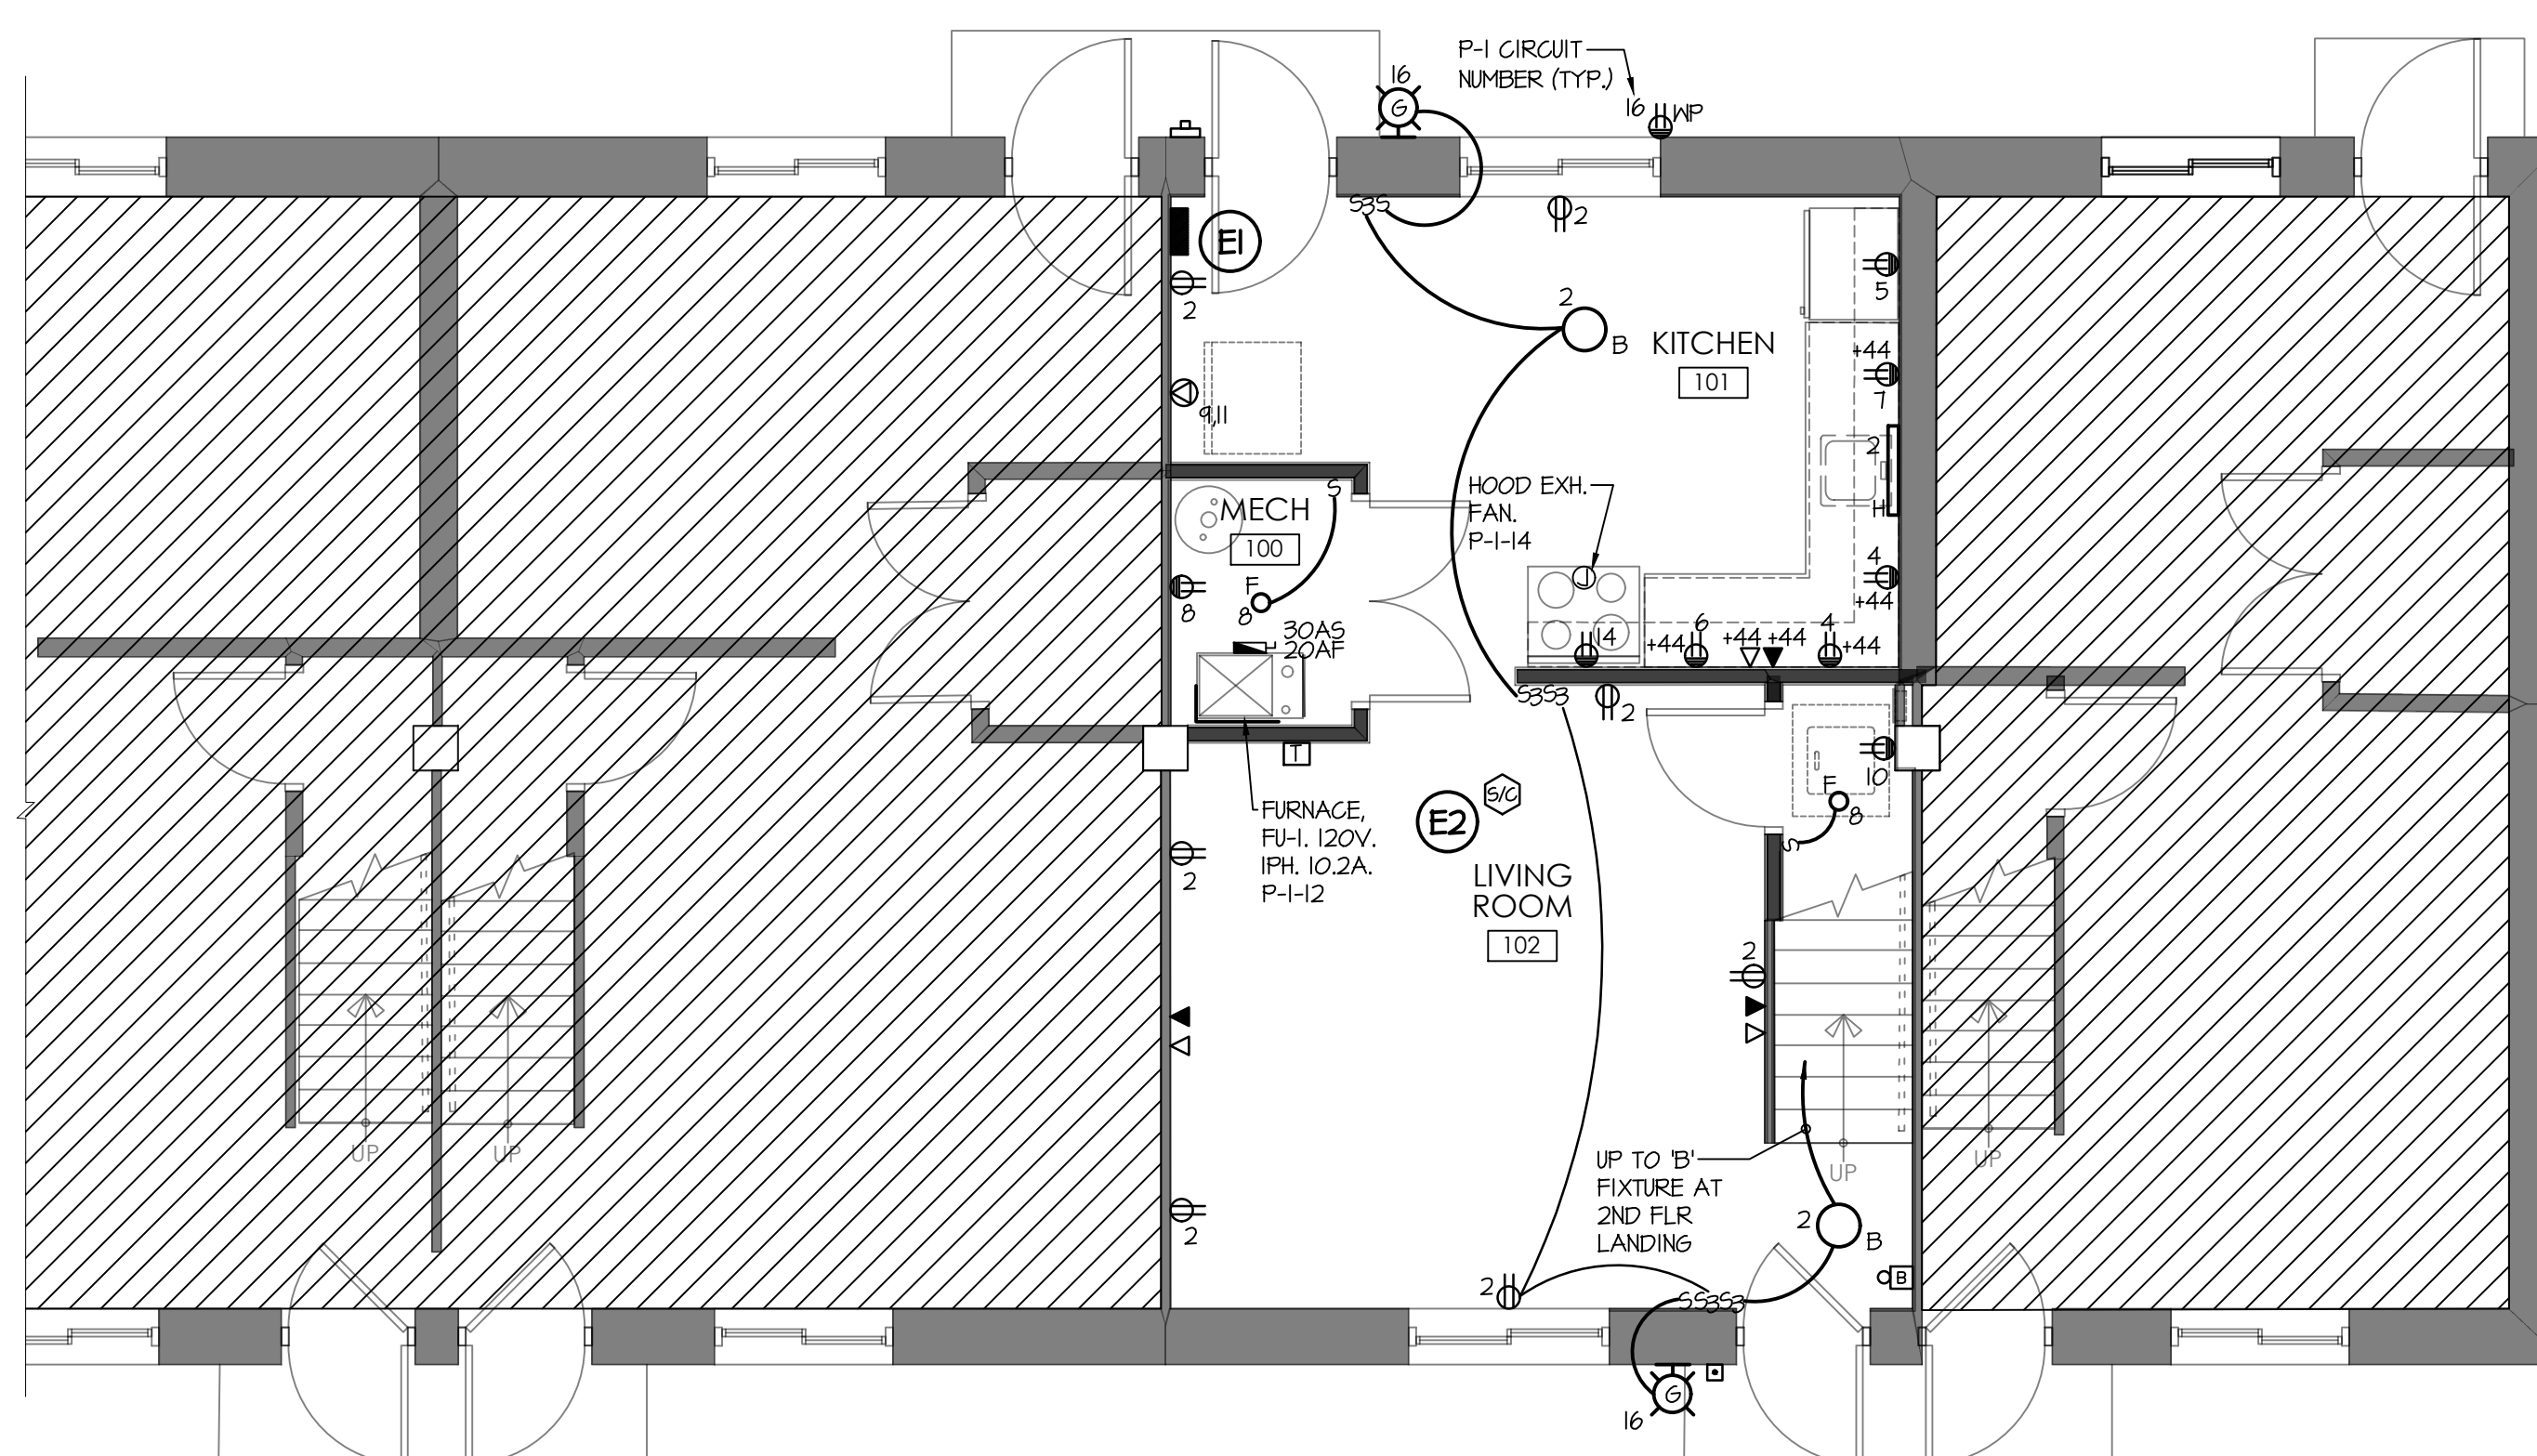 P-1 CIRCUIT
NUMBER (TYP.)
16
G
16
WP
S3S
2
E1
2
2
B
KITCHEN
101
5
+44
7
9,11
2
H
HOOD EXH.
FAN.
P-1-14
S
MECH
100
F
8
8
J
4
+44
30AS
20AF
14
+44
6
+44
+44
4
+44
S3S3
2
T
10
F
8
S
S/C
E2
FURNACE,
FU-1. 120V.
1PH. 10.2A.
P-1-12
2
LIVING
ROOM
102
2
UP
UP
UP
UP
UP TO 'B'
FIXTURE AT
2ND FLR
LANDING
2
B
2
2
B
SS3S3
G
16